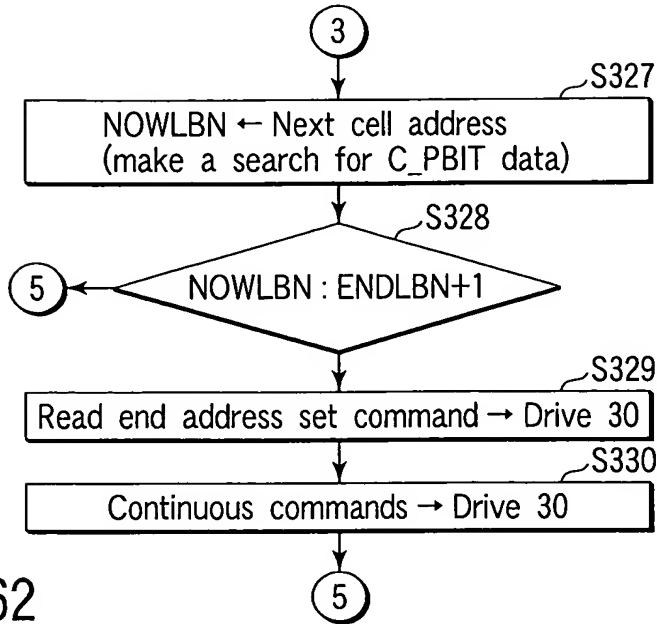 3
S327
NOWLBN ← Next cell address
(make a search for C_PBIT data)
S328
5
NOWLBN : ENDLBN+1
S329
Read end address set command → Drive 30
S330
Continuous commands → Drive 30
5
62